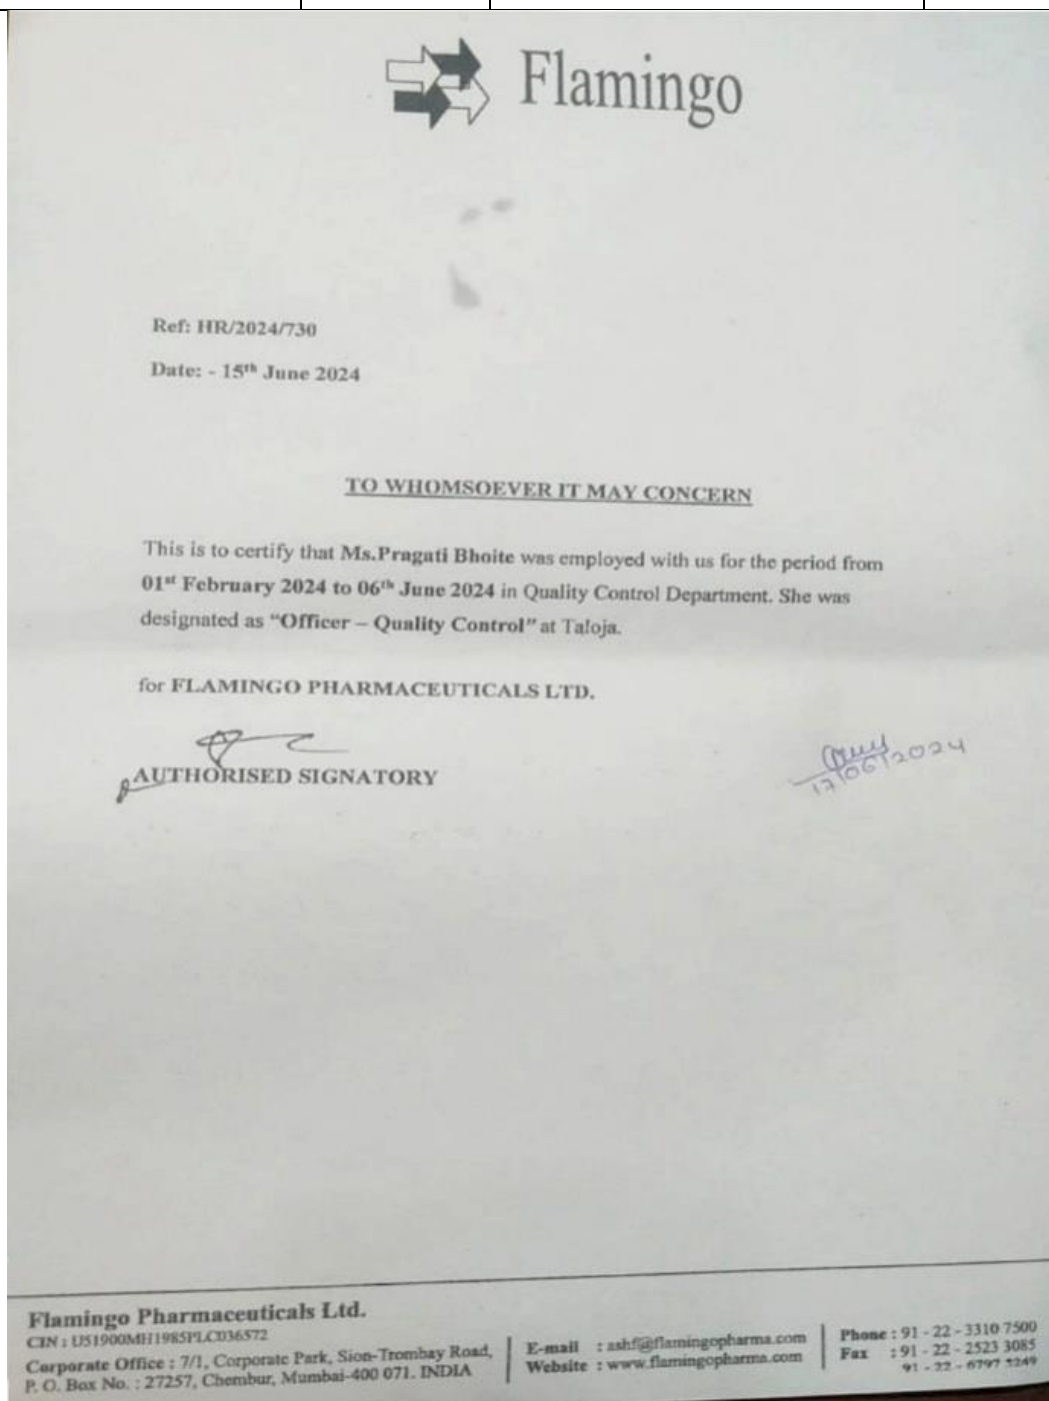 Flamingo
Ref: HR/2024/730
Date: - 15th June 2024
TO WHOMSOEVER IT MAY CONCERN
This is to certify that Ms.Pragati Bhoite was employed with us for the period from
01st February 2024 to 06th June 2024 in Quality Control Department. She was
designated as “Officer – Quality Control” at Taloja.
for FLAMINGO PHARMACEUTICALS LTD.
AUTHORISED SIGNATORY
17/06/2024
Flamingo Pharmaceuticals Ltd.
CIN : U51900MH1985PLC036572
Corporate Office : 7/1, Corporate Park, Sion-Trombay Road,
P. O. Box No. : 27257, Chembur, Mumbai-400 071. INDIA
E-mail : ashf@flamingopharma.com
Website : www.flamingopharma.com
Phone : 91 - 22 - 3310 7500
Fax : 91 - 22 - 2523 3085
91 - 22 - 6797